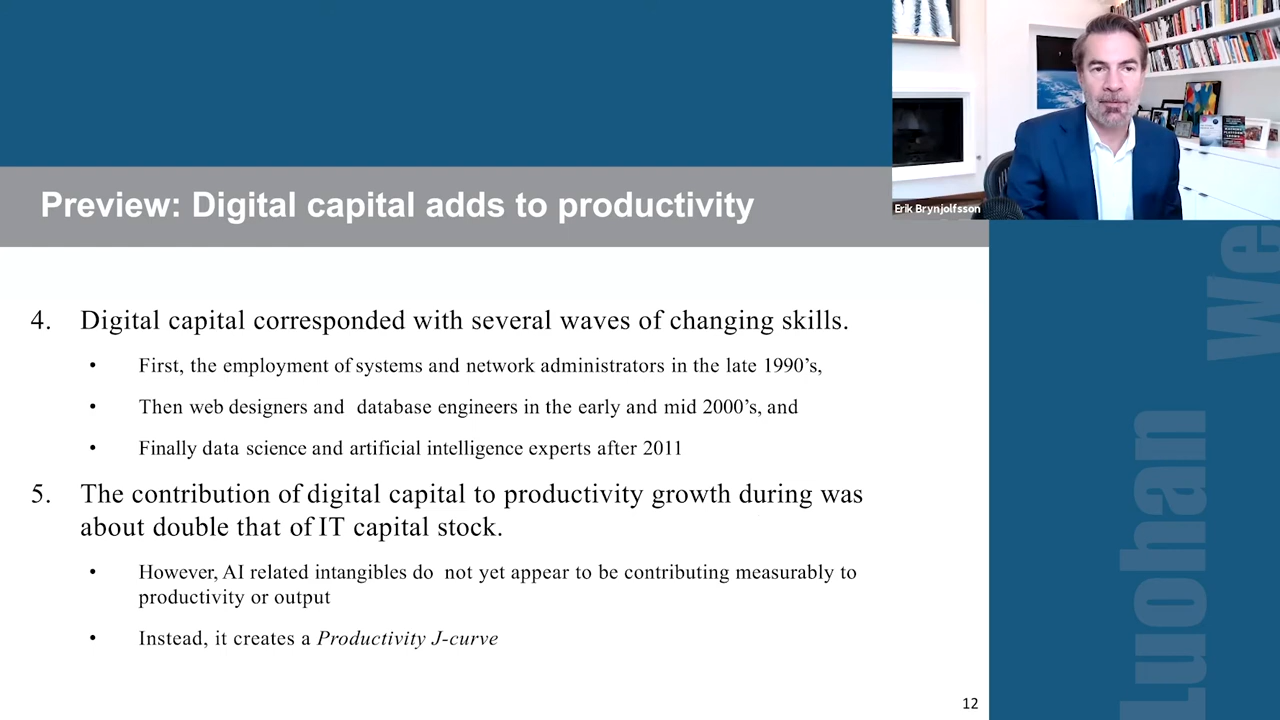 Erik Brynjolfsson
Preview: Digital capital adds to productivity
4. Digital capital corresponded with several waves of changing skills.
• First, the employment of systems and network administrators in the late 1990’s,
• Then web designers and database engineers in the early and mid 2000’s, and
• Finally data science and artificial intelligence experts after 2011
5. The contribution of digital capital to productivity growth during was
about double that of IT capital stock.
• However, AI related intangibles do not yet appear to be contributing measurably to
productivity or output
• Instead, it creates a Productivity J-curve
12
Luohan We